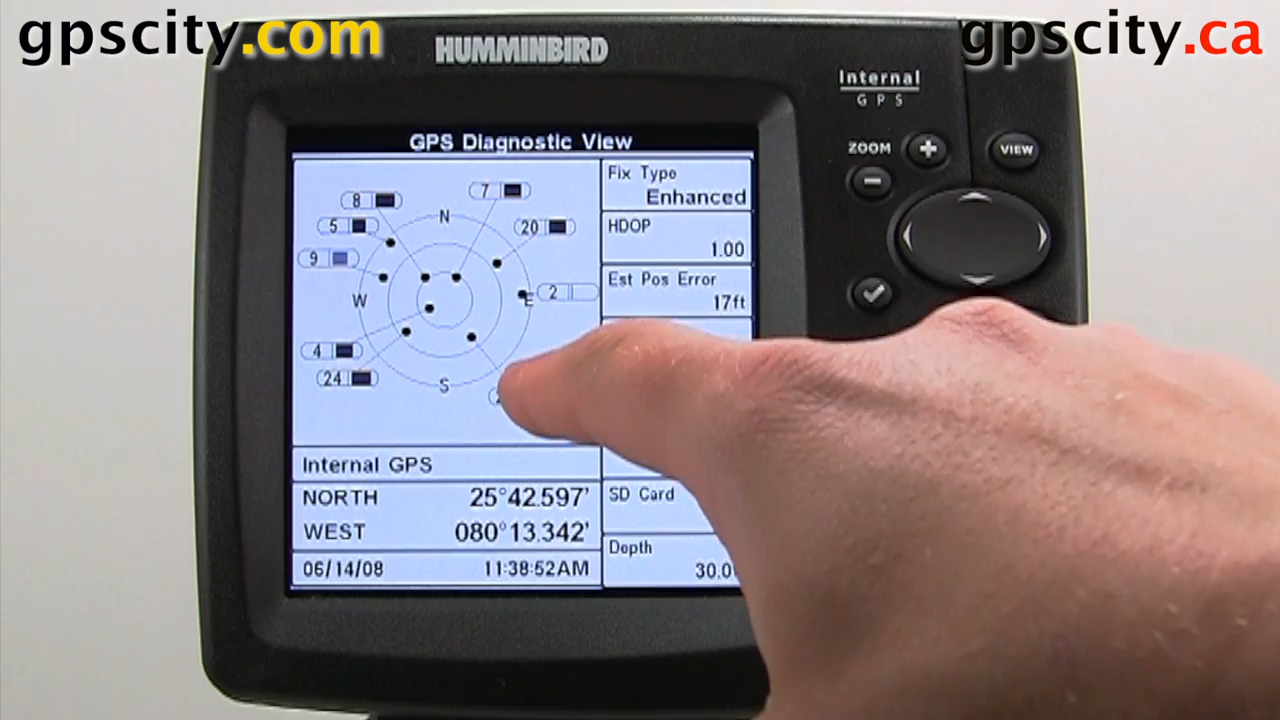 gpscity.com
gpscity.ca
HUMMINBIRD
Internal
GPS
ZOOM
VIEW
GPS Diagnostic View
Fix Type
Enhanced
HDOP
1.00
Est Pos Error
17ft
8
7
5
20
9
2
4
24
N
W
E
S
Internal GPS
NORTH 25°42.597'
WEST 080°13.342'
06/14/08 11:38:52AM
SD Card
Depth
30.0